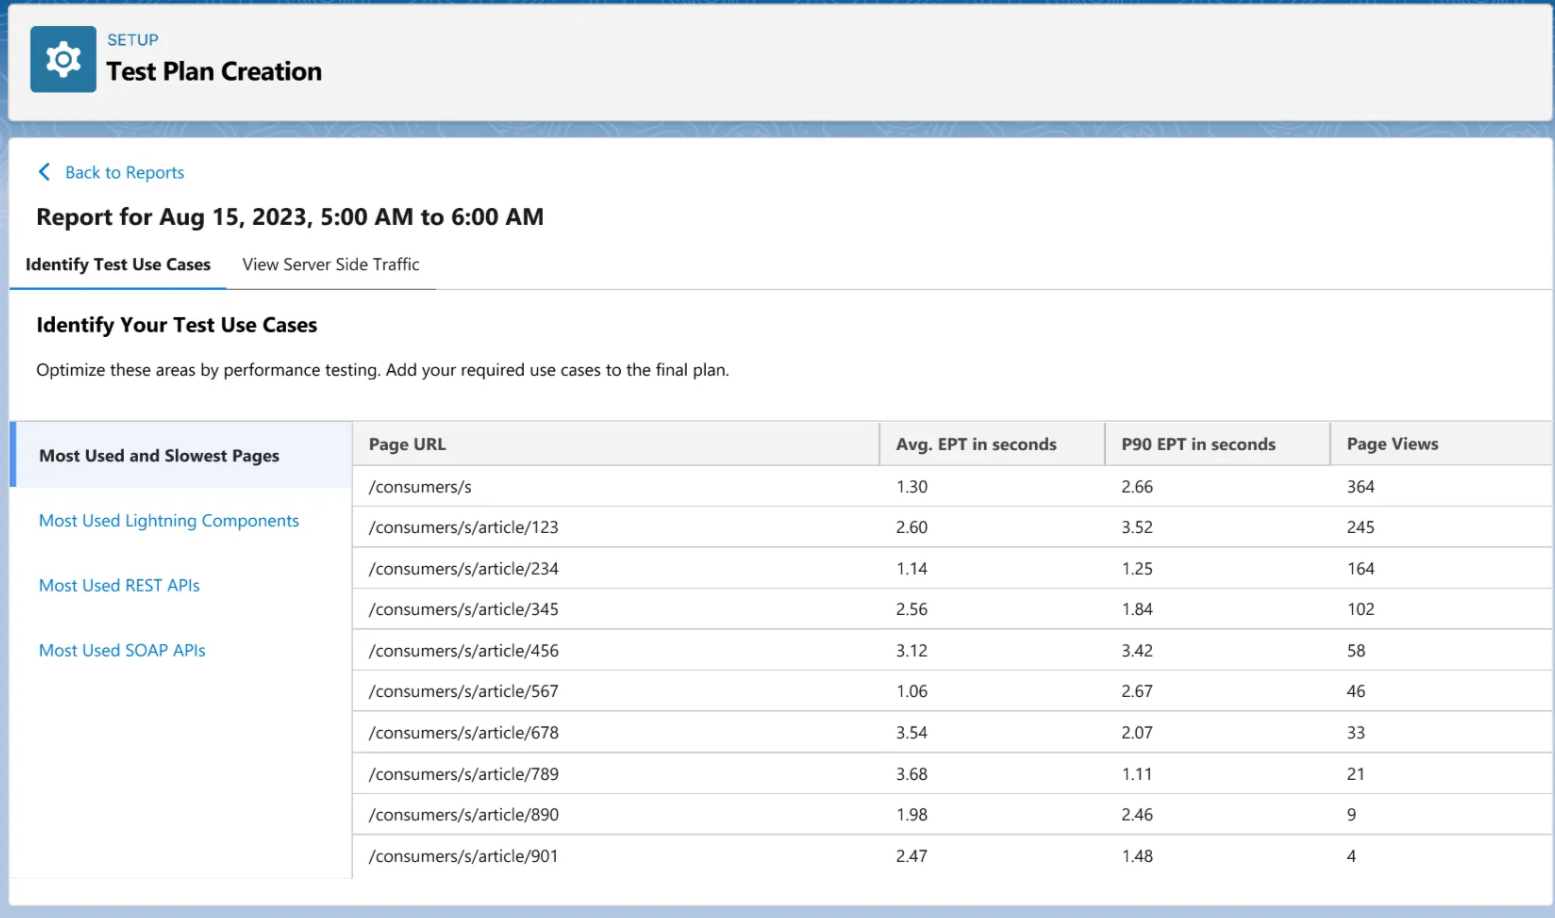 SETUP
Test Plan Creation
Back to Reports
Report for Aug 15, 2023, 5:00 AM to 6:00 AM
Identify Test Use Cases View Server Side Traffic
Identify Your Test Use Cases
Optimize these areas by performance testing. Add your required use cases to the final plan.
Most Used and Slowest Pages
Most Used Lightning Components
Most Used REST APIs
Most Used SOAP APIs
Page URL Avg. EPT in seconds P90 EPT in seconds Page Views
/consumers/s 1.30 2.66 364
/consumers/s/article/123 2.60 3.52 245
/consumers/s/article/234 1.14 1.25 164
/consumers/s/article/345 2.56 1.84 102
/consumers/s/article/456 3.12 3.42 58
/consumers/s/article/567 1.06 2.67 46
/consumers/s/article/678 3.54 2.07 33
/consumers/s/article/789 3.68 1.11 21
/consumers/s/article/890 1.98 2.46 9
/consumers/s/article/901 2.47 1.48 4